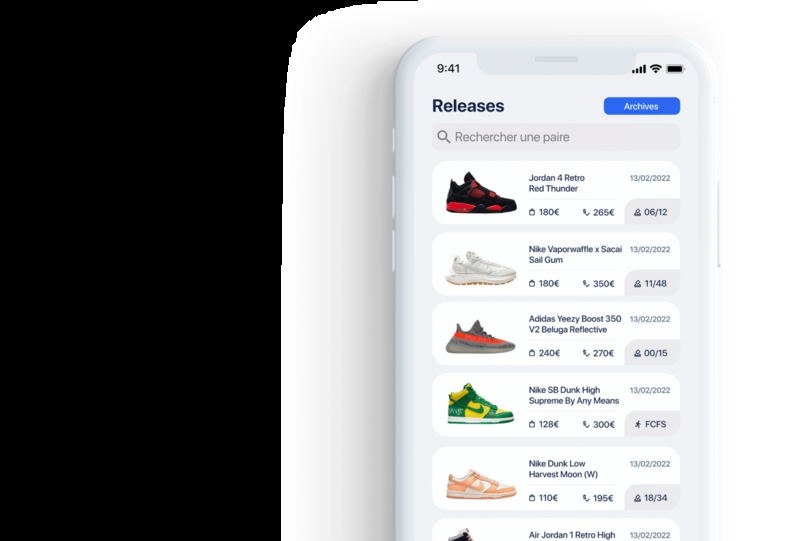 9:41
Releases
Archives
Rechercher une paire
Jordan 4 Retro
Red Thunder
13/02/2022
180€
265€
06/12
Nike Vaporwaffle x Sacai
Sail Gum
13/02/2022
180€
350€
11/48
Adidas Yeezy Boost 350
V2 Beluga Reflective
13/02/2022
240€
270€
00/15
Nike SB Dunk High
Supreme By Any Means
13/02/2022
128€
300€
FCFS
Nike Dunk Low
Harvest Moon (W)
13/02/2022
110€
195€
18/34
Air Jordan 1 Retro High
13/02/2022